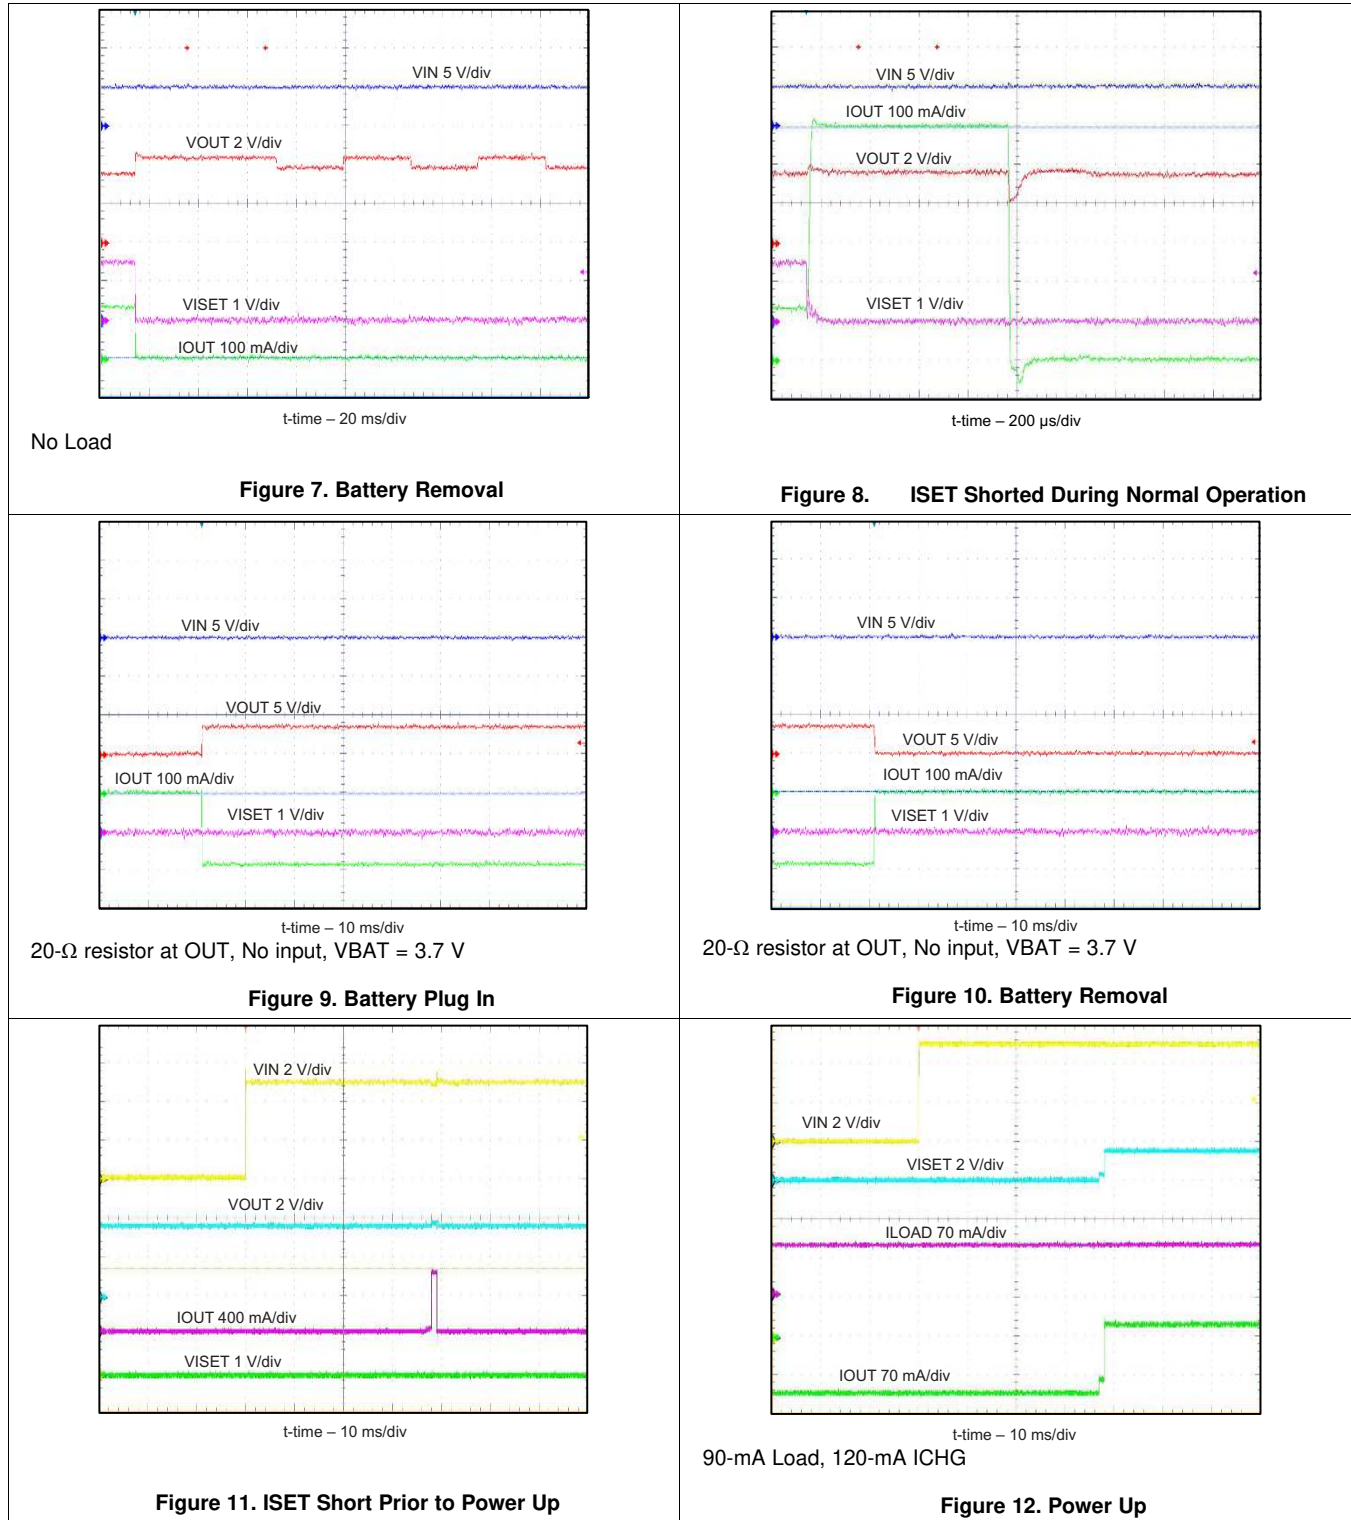 VIN 5 V/div
VOUT 2 V/div
VISET 1 V/div
IOUT 100 mA/div
t-time – 20 ms/div
No Load
Figure 7. Battery Removal
VIN 5 V/div
IOUT 100 mA/div
VOUT 2 V/div
VISET 1 V/div
t-time – 200 µs/div
Figure 8. ISET Shorted During Normal Operation
VIN 5 V/div
VOUT 5 V/div
IOUT 100 mA/div
VISET 1 V/div
t-time – 10 ms/div
20-Ω resistor at OUT, No input, VBAT = 3.7 V
Figure 9. Battery Plug In
VIN 5 V/div
VOUT 5 V/div
IOUT 100 mA/div
VISET 1 V/div
t-time – 10 ms/div
20-Ω resistor at OUT, No input, VBAT = 3.7 V
Figure 10. Battery Removal
VIN 2 V/div
VOUT 2 V/div
IOUT 400 mA/div
VISET 1 V/div
t-time – 10 ms/div
Figure 11. ISET Short Prior to Power Up
VIN 2 V/div
VISET 2 V/div
ILOAD 70 mA/div
IOUT 70 mA/div
t-time – 10 ms/div
90-mA Load, 120-mA ICHG
Figure 12. Power Up